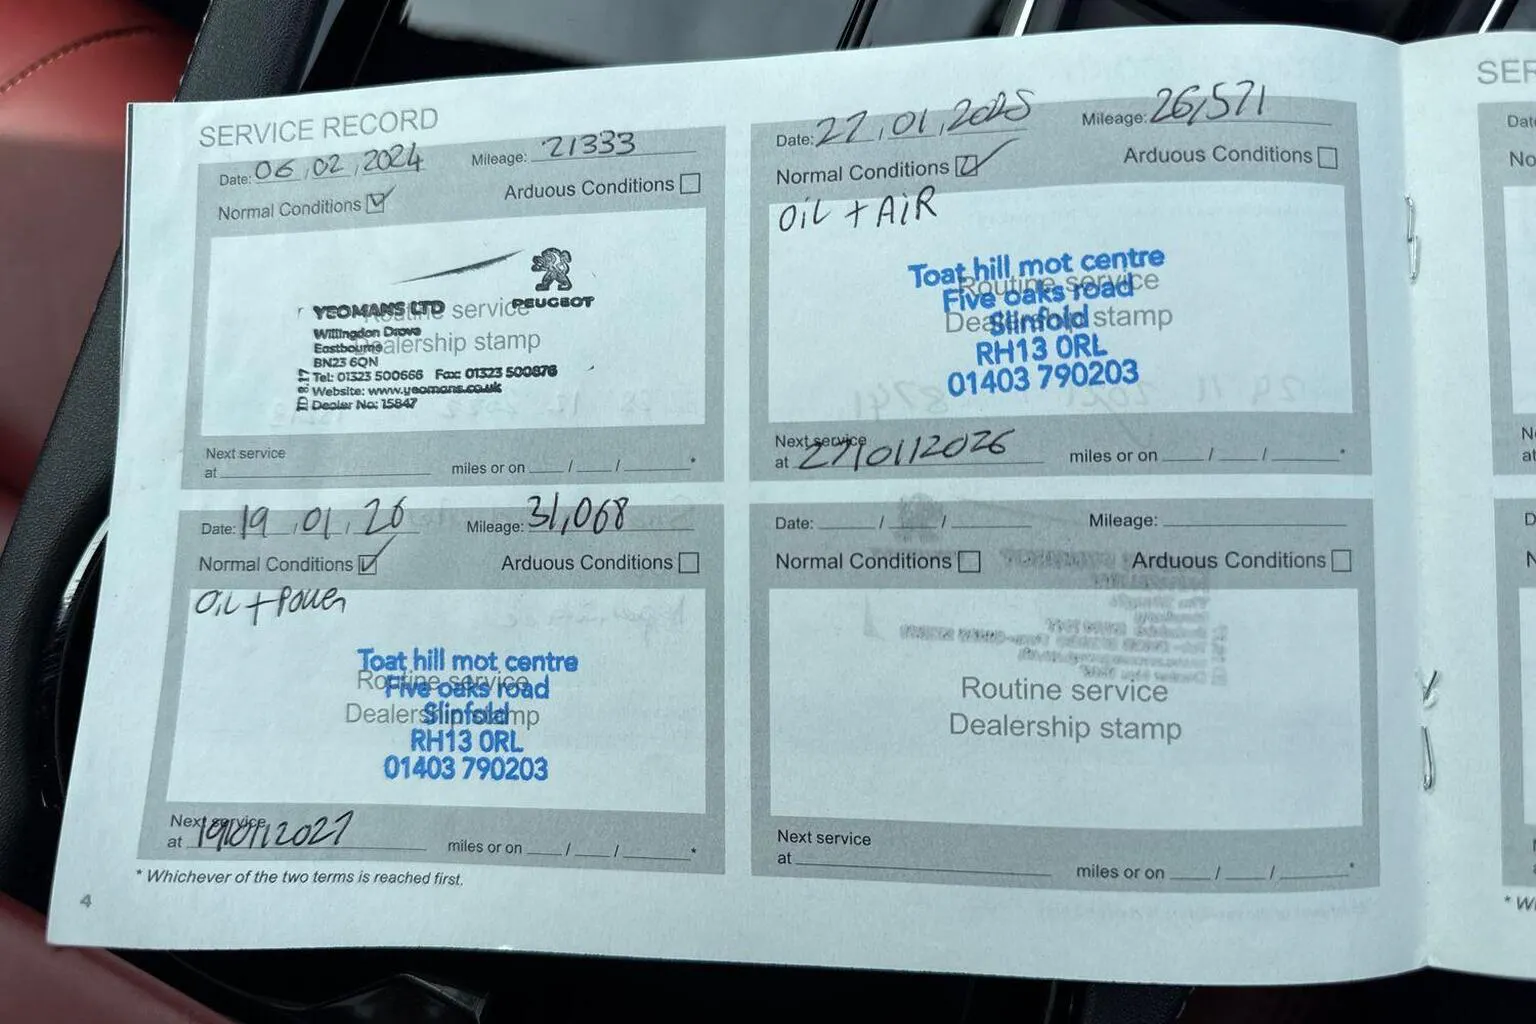 SERVICE RECORD
Date: 06 / 02 / 2024 Mileage: 21333
Normal Conditions Arduous Conditions
PEUGEOT
YEOMANS LTD
Willingdon Drove
Eastbourne
BN23 6QN
Tel: 01323 500666 Fax: 01323 500876
Website: www.yeomans.co.uk
Dealer No: 15847
Routine service
Dealership stamp
Next service
at miles or on / / *
Date: 27 / 01 / 2025 Mileage: 26,571
Normal Conditions Arduous Conditions
OIL + AIR
Toat hill mot centre
Five oaks road
Slinfold
RH13 0RL
01403 790203
Routine service
Dealership stamp
Next service
at 27/01/2026 miles or on / / *
Date: 19 / 01 / 26 Mileage: 31,068
Normal Conditions Arduous Conditions
OIL + Pollen
Toat hill mot centre
Five oaks road
Slinfold
RH13 0RL
01403 790203
Routine service
Dealership stamp
Next service
at 19/01/2027 miles or on / / *
Date: / / Mileage:
Normal Conditions Arduous Conditions
Routine service
Dealership stamp
Next service
at miles or on / / *
* Whichever of the two terms is reached first.
4
SER